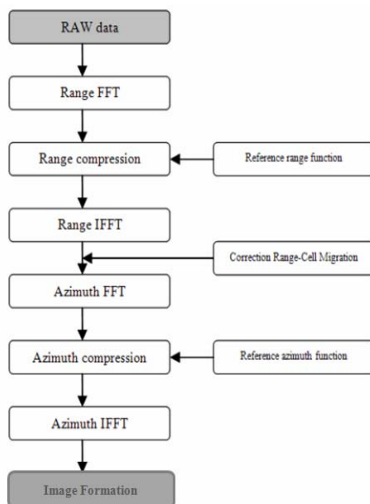 RAW data
Range FFT
Range compression
Reference range function
Range IFFT
Correction Range-Cell Migration
Azimuth FFT
Azimuth compression
Reference azimuth function
Azimuth IFFT
Image Formation